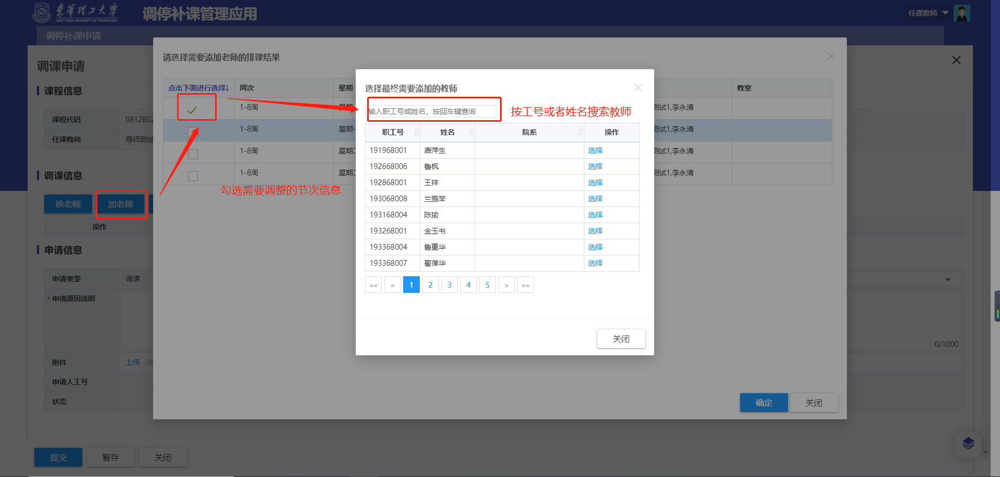 東華理工大学
EAST CHINA UNIVERSITY OF TECHNOLOGY
调停补课管理应用
任课教师
调停补课申请
调课申请
课程信息
课程代码 0812B02
任课教师 导师测试
调课信息
换老师 加老师
操作
申请信息
申请类型 调课
*申请原因说明
0/1000
附件 上传 (请
申请人工号
状态
提交 暂存 关闭
请选择需要添加老师的排课结果
点击下面进行选择↓ 周次 星期 教室
1-8周 星期 测试1,李永清
1-8周 星期 测试1,李永清
1-8周 星期二 测试1,李永清
1-8周 星期二 测试1,李永清
勾选需要调整的节次信息
确定 关闭
选择最终需要添加的教师
输入职工号或姓名，按回车键查询
按工号或者姓名搜索教师
职工号 姓名 院系 操作
191968001 唐萍生 选择
192668006 鲁枫 选择
192868001 王祥 选择
193068008 兰鹏举 选择
193168004 陈瑜 选择
193268001 金玉书 选择
193368004 鲁重华 选择
193368007 翟葆华 选择
«« « 1 2 3 4 5 » »»
关闭